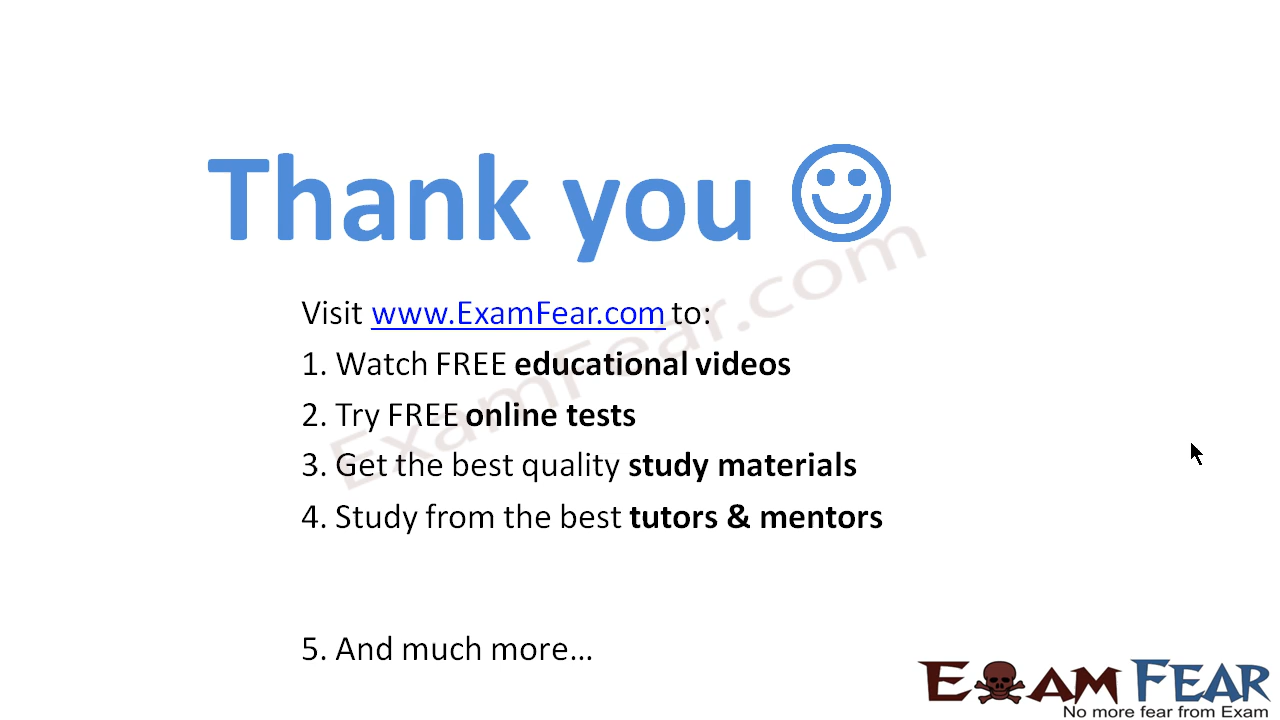 Thank you
Visit www.ExamFear.com to:
1. Watch FREE educational videos
2. Try FREE online tests
3. Get the best quality study materials
4. Study from the best tutors & mentors
5. And much more...
ExamFear.com
EXAM FEAR
No more fear from Exam